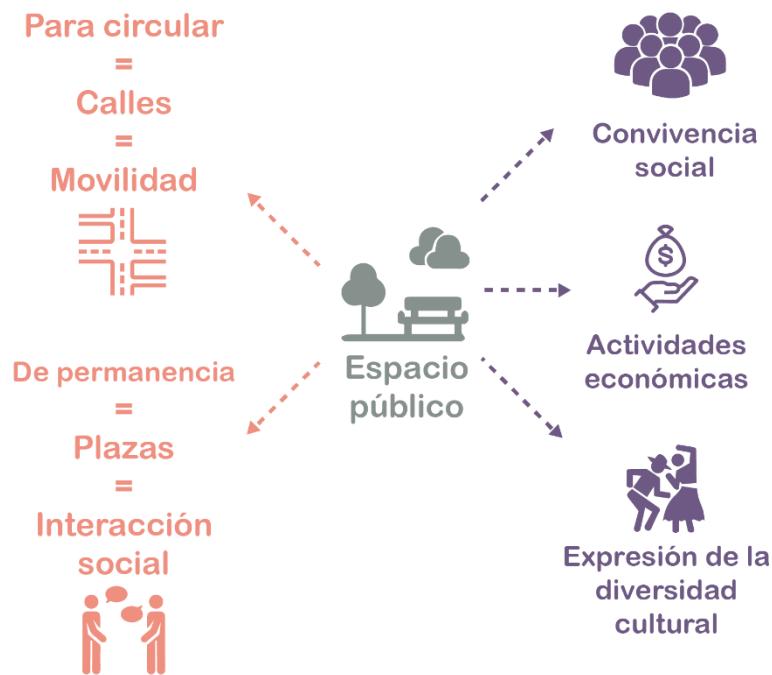 Para circular
=
Calles
=
Movilidad
De permanencia
=
Plazas
=
Interacción
social
Espacio
público
Convivencia
social
$
Actividades
económicas
Expresión de la
diversidad
cultural